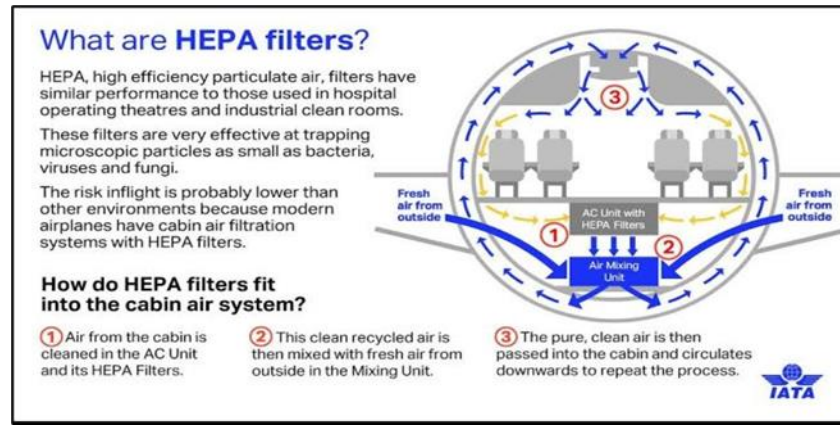 What are HEPA filters?
HEPA, high efficiency particulate air, filters have
similar performance to those used in hospital
operating theatres and industrial clean rooms.
These filters are very effective at trapping
microscopic particles as small as bacteria,
viruses and fungi.
The risk inflight is probably lower than
other environments because modern
airplanes have cabin air filtration
systems with HEPA filters.
3
Fresh
air from
outside
AC Unit with
HEPA Filters
1
2
Air Mixing
Unit
Fresh
air from
outside
How do HEPA filters fit
into the cabin air system?
1 Air from the cabin is
cleaned in the AC Unit
and its HEPA Filters.
2 This clean recycled air is
then mixed with fresh air from
outside in the Mixing Unit.
3 The pure, clean air is then
passed into the cabin and circulates
downwards to repeat the process.
IATA